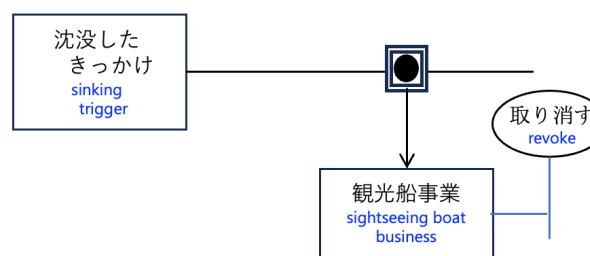 沈没した
きっかけ
sinking
trigger
取り消す
revoke
観光船事業
sightseeing boat
business